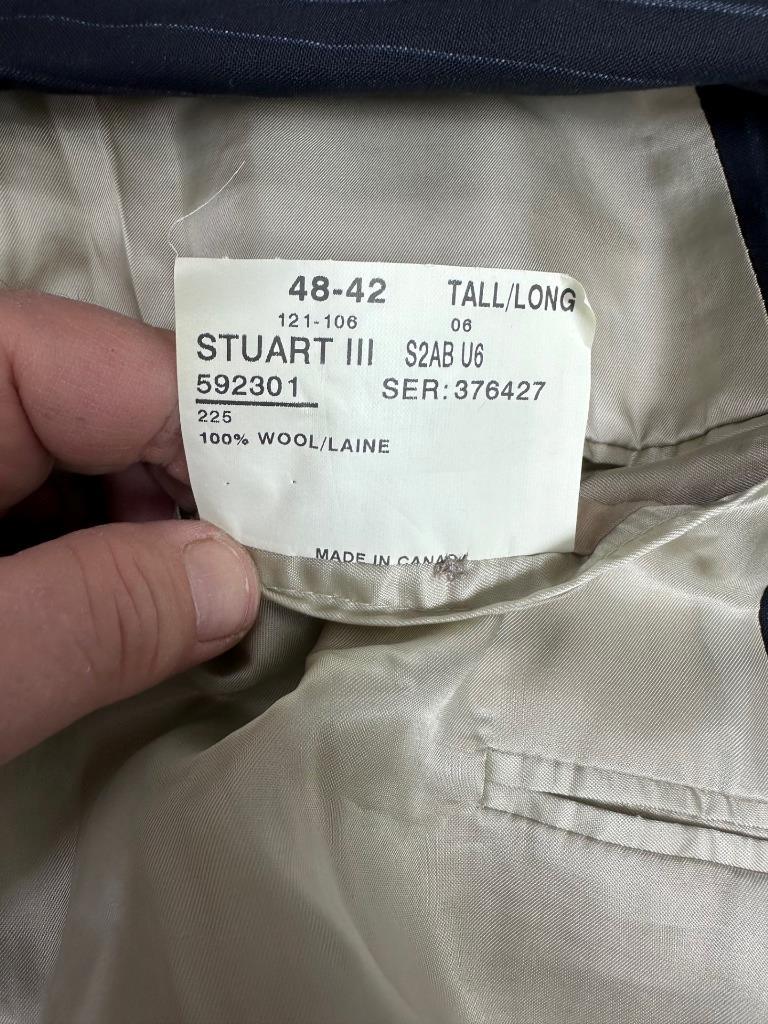 48-42 TALL/LONG
121-106 06
STUART III S2AB U6
592301 SER: 376427
225
100% WOOL/LAINE
MADE IN CANADA